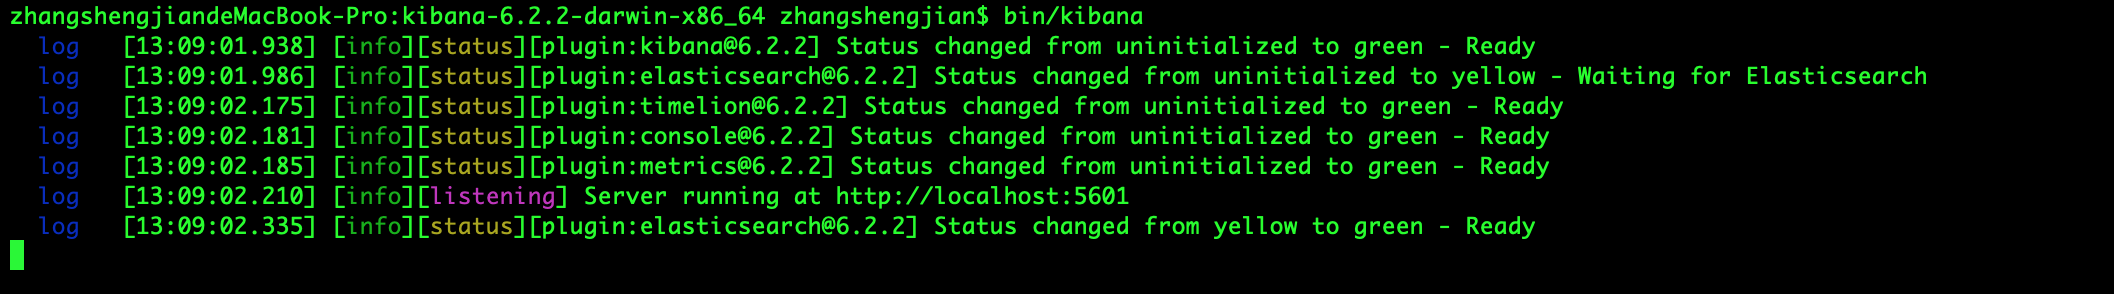 zhangshengjiandeMacBook-Pro:kibana-6.2.2-darwin-x86_64 zhangshengjian$ bin/kibana
log [13:09:01.938] [info][status][plugin:kibana@6.2.2] Status changed from uninitialized to green - Ready
log [13:09:01.986] [info][status][plugin:elasticsearch@6.2.2] Status changed from uninitialized to yellow - Waiting for Elasticsearch
log [13:09:02.175] [info][status][plugin:timelion@6.2.2] Status changed from uninitialized to green - Ready
log [13:09:02.181] [info][status][plugin:console@6.2.2] Status changed from uninitialized to green - Ready
log [13:09:02.185] [info][status][plugin:metrics@6.2.2] Status changed from uninitialized to green - Ready
log [13:09:02.210] [info][listening] Server running at http://localhost:5601
log [13:09:02.335] [info][status][plugin:elasticsearch@6.2.2] Status changed from yellow to green - Ready